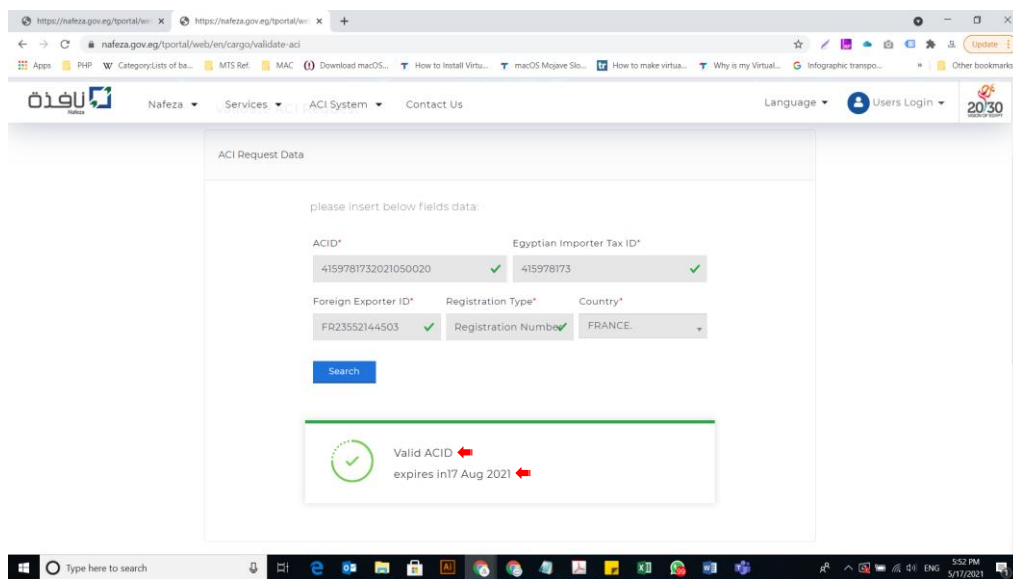 https://nafeza.gov.eg/tportal/we
https://nafeza.gov.eg/tportal/we
nafeza.gov.eg/tportal/web/en/cargo/validate-aci
Update
Apps PHP W Category:Lists of ba... MTS Ref. MAC Download macOS... How to Install Virtu... macOS Mojave Slo... tr How to make virtua... Why is my Virtual... G Infographic transpo... » Other bookmarks
نافذة
Nafeza
Nafeza Services ACI System Contact Us Language Users Login
2030
VISION OF EGYPT
ACI Request Data
please insert below fields data:
ACID* Egyptian Importer Tax ID*
4159781732021050020 415978173
Foreign Exporter ID* Registration Type* Country*
FR23552144503 Registration Number FRANCE.
Search
Valid ACID
expires in17 Aug 2021
Type here to search ENG 5:52 PM
5/17/2021